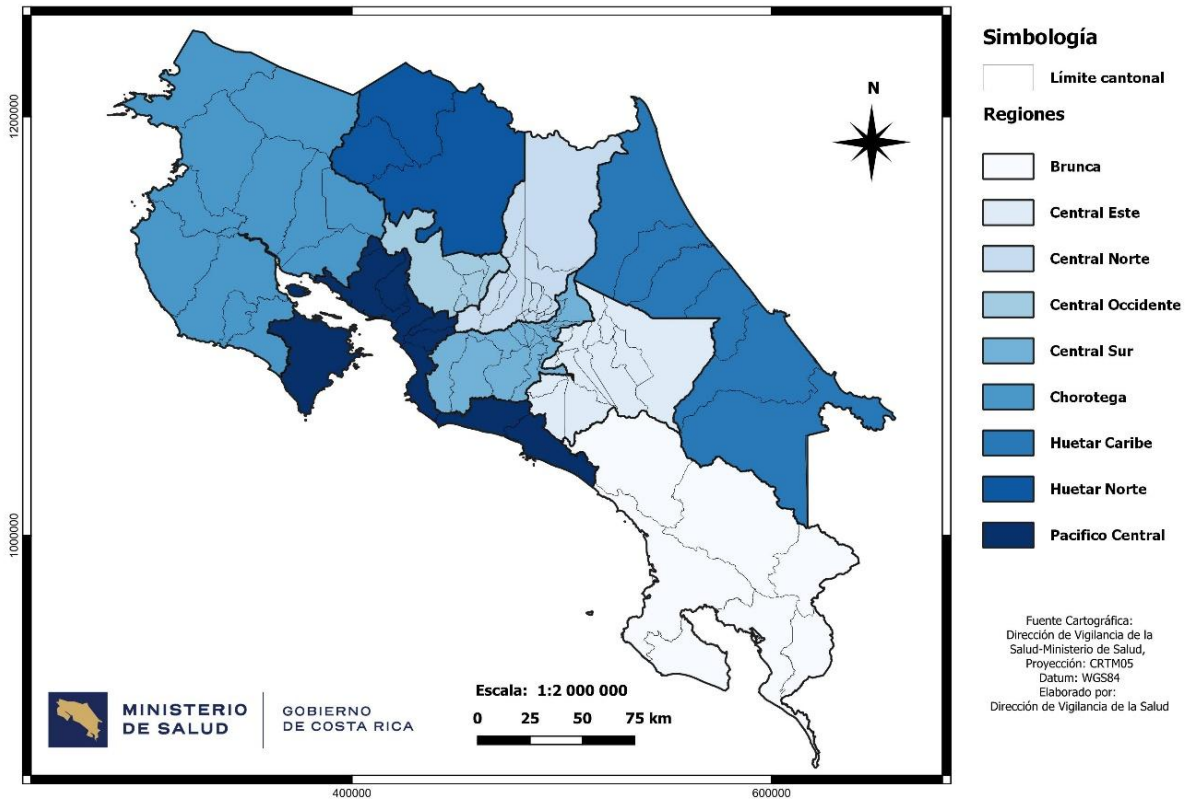 Simbología
Límite cantonal
Regiones
Brunca
Central Este
Central Norte
Central Occidente
Central Sur
Chorotega
Huetar Caribe
Huetar Norte
Pacifico Central
N
1200000
1000000
400000
600000
Escala: 1:2 000 000
0 25 50 75 km
MINISTERIO
DE SALUD
GOBIERNO
DE COSTA RICA
Fuente Cartográfica:
Dirección de Vigilancia de la
Salud-Ministerio de Salud,
Proyección: CRTM05
Datum: WGS84
Elaborado por:
Dirección de Vigilancia de la Salud